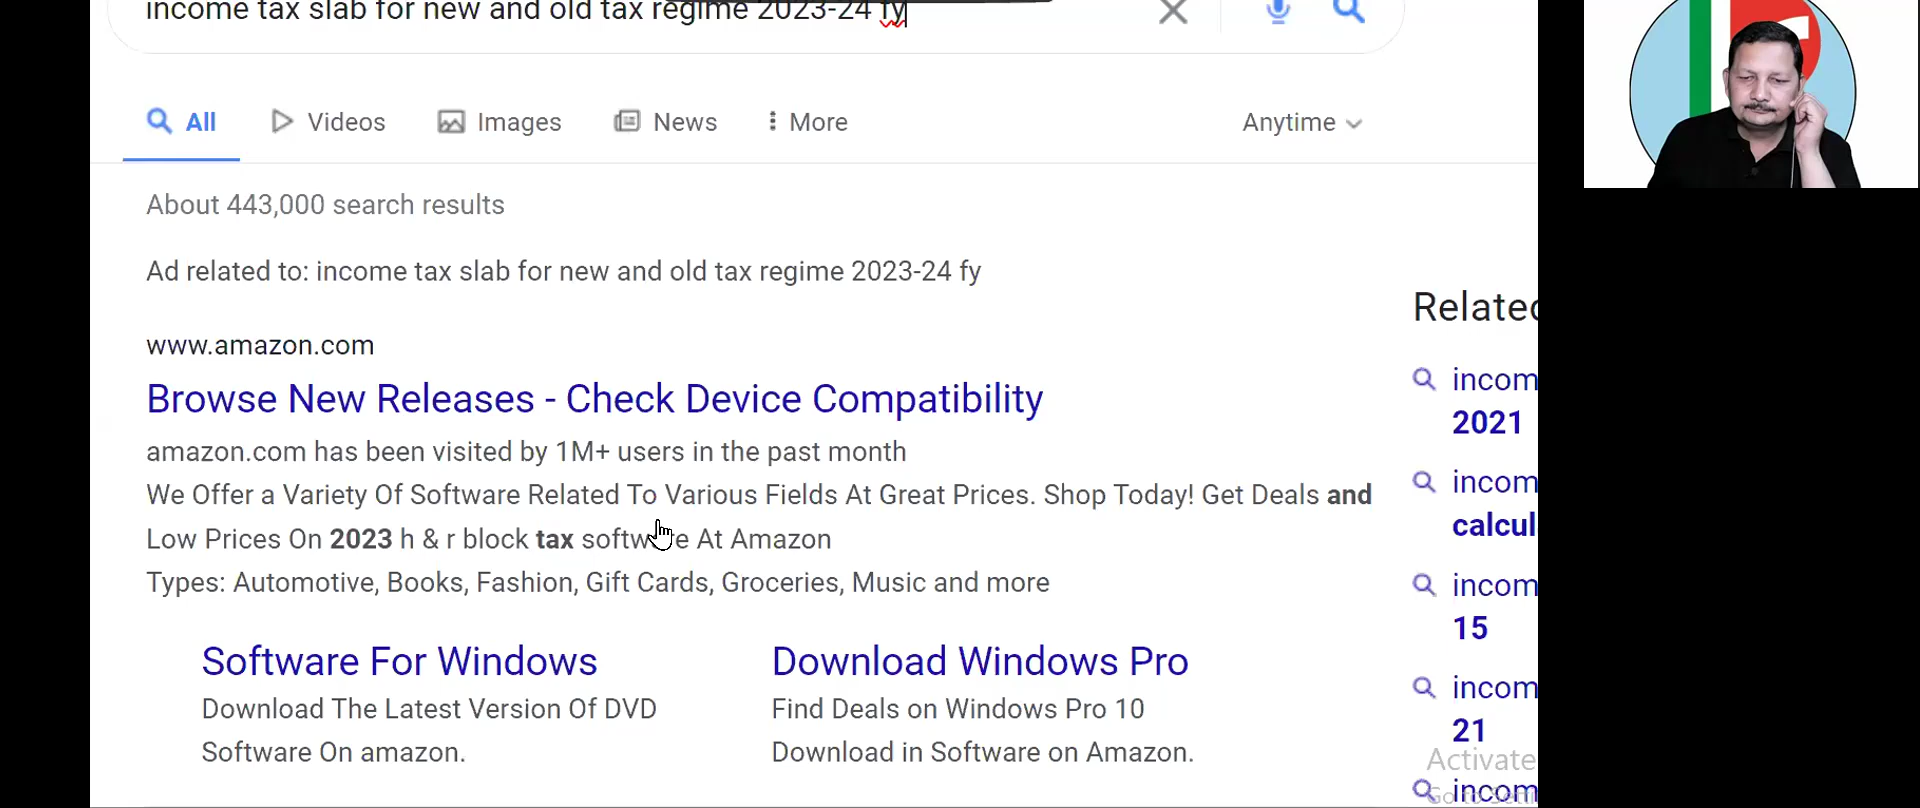 income tax slab for new and old tax regime 2023-24 fy
All Videos Images News More Anytime
About 443,000 search results
Ad related to: income tax slab for new and old tax regime 2023-24 fy
www.amazon.com
Browse New Releases - Check Device Compatibility
amazon.com has been visited by 1M+ users in the past month
We Offer a Variety Of Software Related To Various Fields At Great Prices. Shop Today! Get Deals and
Low Prices On 2023 h & r block tax software At Amazon
Types: Automotive, Books, Fashion, Gift Cards, Groceries, Music and more
Software For Windows
Download The Latest Version Of DVD
Software On amazon.
Download Windows Pro
Find Deals on Windows Pro 10
Download in Software on Amazon.
Related
incom
2021
incom
calcul
incom
15
incom
21
Activate
incom